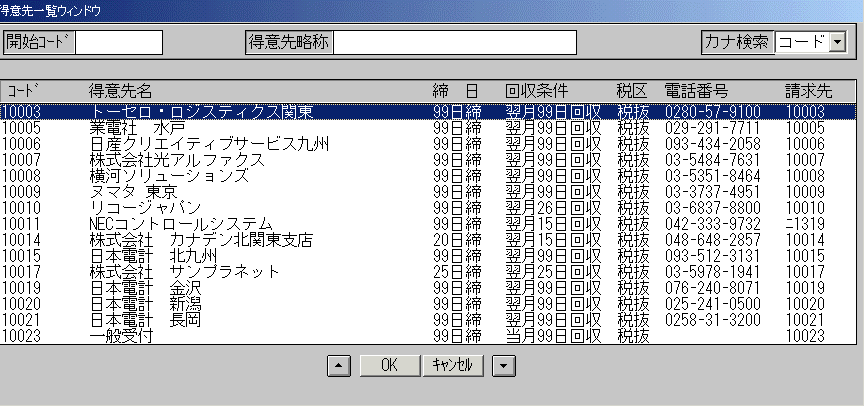 得意先一覧ウィンドウ
開始ｺｰﾄﾞ 得意先略称 カナ検索 コード
ｺｰﾄﾞ 得意先名 締 日 回収条件 税区 電話番号 請求先
10003 トーセロ・ロジスティクス関東 99日締 翌月99日回収 税抜 0280-57-9100 10003
10005 業電社 水戸 99日締 翌月99日回収 税抜 029-291-7711 10005
10006 日産クリエイティブサービス九州 99日締 翌月99日回収 税抜 093-434-2058 10006
10007 株式会社光アルファクス 99日締 翌月99日回収 税抜 03-5484-7631 10007
10008 横河ソリューションズ 99日締 翌月99日回収 税抜 03-5351-8464 10008
10009 ヌマタ 東京 99日締 翌月99日回収 税抜 03-3737-4951 10009
10010 リコージャパン 99日締 翌月26日回収 税抜 03-6837-8800 10010
10011 NECコントロールシステム 99日締 翌月15日回収 税抜 042-333-9732 ﾆ1319
10014 株式会社 カナデン北関東支店 20日締 翌月15日回収 税抜 048-648-2857 10014
10015 日本電計 北九州 99日締 翌月99日回収 税抜 093-512-3131 10015
10017 株式会社 サンプラネット 25日締 翌月25日回収 税抜 03-5978-1941 10017
10019 日本電計 金沢 99日締 翌月99日回収 税抜 076-240-8071 10019
10020 日本電計 新潟 99日締 翌月99日回収 税抜 025-241-0500 10020
10021 日本電計 長岡 99日締 翌月99日回収 税抜 0258-31-3200 10021
10023 一般受付 99日締 当月99日回収 税抜 10023
OK ｷｬﾝｾﾙ